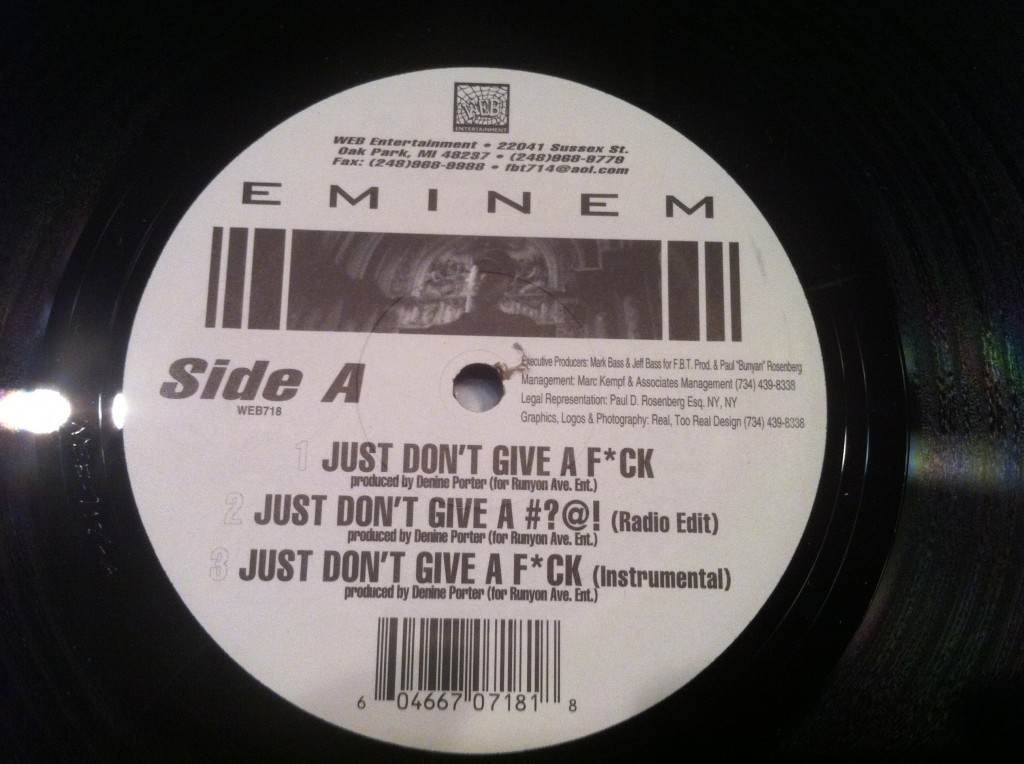 WEB
ENTERTAINMENT
WEB Entertainment • 22041 Sussex St.
Oak Park, MI 48237 • (248)968-8779
Fax: (248)968-9988 • fbt714@aol.com
EMINEM
Side A
WEB718
Executive Producers: Mark Bass & Jeff Bass for F.B.T. Prod. & Paul "Bunyan" Rosenberg
Management: Marc Kempf & Associates Management (734) 439-8338
Legal Representation: Paul D. Rosenberg Esq. NY, NY
Graphics, Logos & Photography: Real, Too Real Design (734) 439-8338
1 JUST DON'T GIVE A F*CK
produced by Denine Porter (for Runyon Ave. Ent.)
2 JUST DON'T GIVE A #?@! (Radio Edit)
produced by Denine Porter (for Runyon Ave. Ent.)
3 JUST DON'T GIVE A F*CK (Instrumental)
produced by Denine Porter (for Runyon Ave. Ent.)
6 04667 07181 8